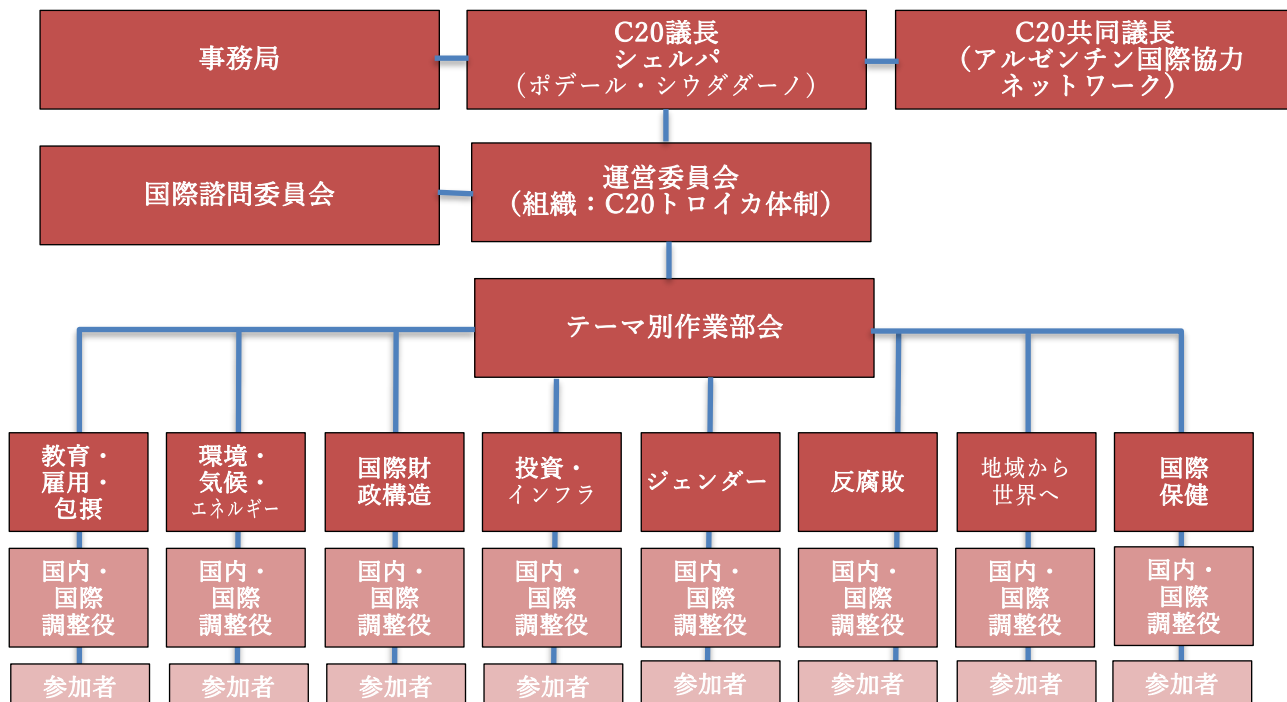 事務局
C20議長
シェルパ
（ポデール・シウダダーノ）
C20共同議長
（アルゼンチン国際協力
ネットワーク）
国際諮問委員会
運営委員会
（組織：C20トロイカ体制）
テーマ別作業部会
教育・
雇用・
包摂
環境・
気候・
エネルギー
国際財
政構造
投資・
インフラ
ジェンダー
反腐敗
地域から
世界へ
国際
保健
国内・
国際
調整役
国内・
国際
調整役
国内・
国際
調整役
国内・
国際
調整役
国内・
国際
調整役
国内・
国際
調整役
国内・
国際
調整役
国内・
国際
調整役
参加者
参加者
参加者
参加者
参加者
参加者
参加者
参加者